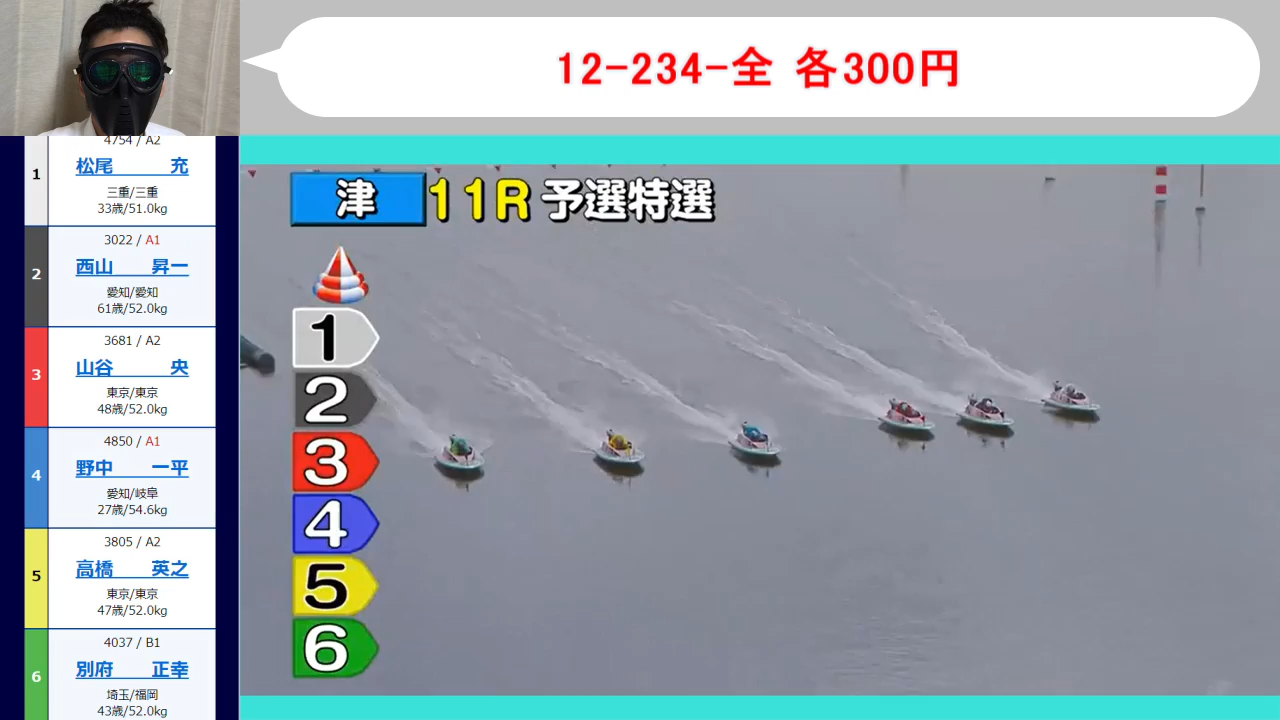 12-234-全 各300円
津 11R 予選特選
1
2
3
4
5
6
1
4754 / A2
松尾 充
三重/三重
33歳/51.0kg
2
3022 / A1
西山 昇一
愛知/愛知
61歳/52.0kg
3
3681 / A2
山谷 央
東京/東京
48歳/52.0kg
4
4850 / A1
野中 一平
愛知/岐阜
27歳/54.6kg
5
3805 / A2
高橋 英之
東京/東京
47歳/52.0kg
6
4037 / B1
別府 正幸
埼玉/福岡
43歳/52.0kg